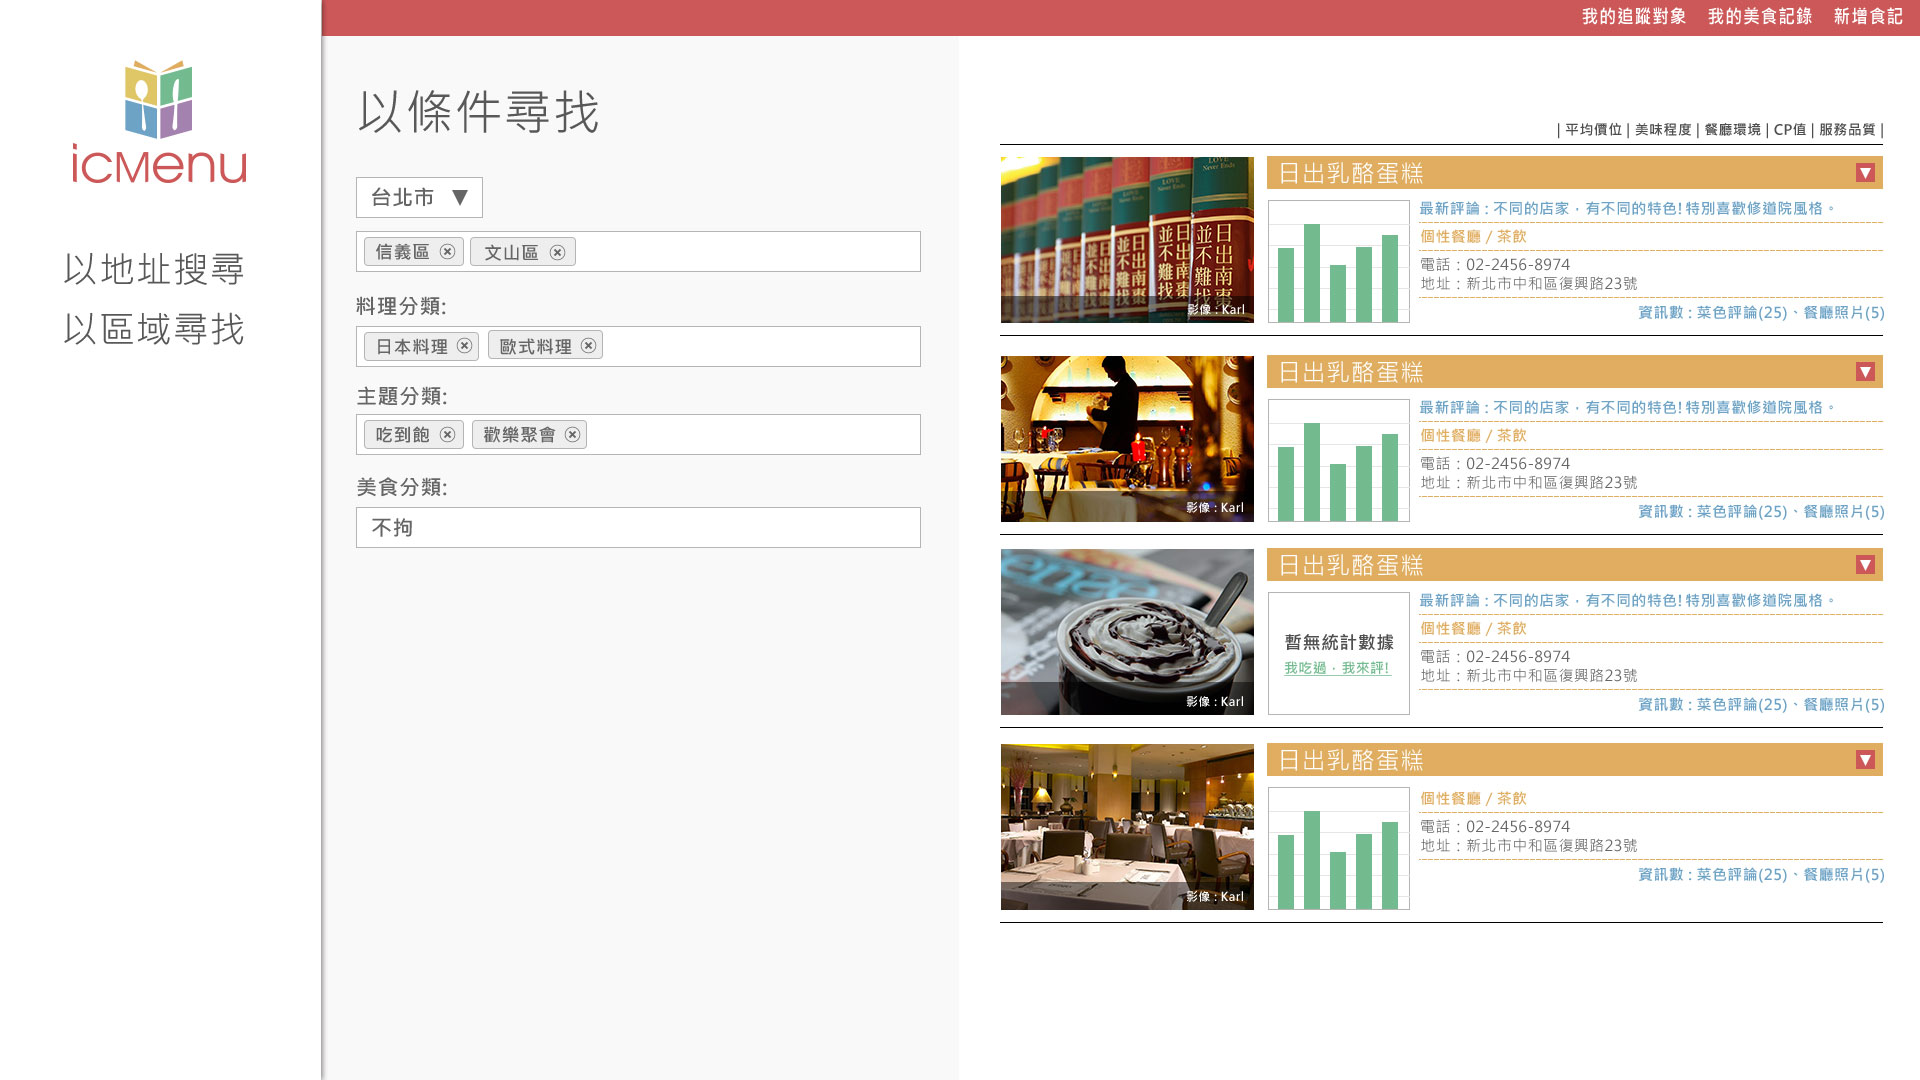 我的追蹤對象 我的美食記錄 新增食記
icMenu
以地址搜尋
以區域尋找
以條件尋找
台北市 ▼
信義區 ⊗ 文山區 ⊗
料理分類:
日本料理 ⊗ 歐式料理 ⊗
主題分類:
吃到飽 ⊗ 歡樂聚會 ⊗
美食分類:
不拘
| 平均價位 | 美味程度 | 餐廳環境 | CP值 | 服務品質 |
LOVE
Never Ends
日出南棗
並不難找
影像 : Karl
日出乳酪蛋糕
最新評論 : 不同的店家，有不同的特色! 特別喜歡修道院風格。
個性餐廳 / 茶飲
電話 : 02-2456-8974
地址 : 新北市中和區復興路23號
資訊數 : 菜色評論(25)、餐廳照片(5)
影像 : Karl
日出乳酪蛋糕
最新評論 : 不同的店家，有不同的特色! 特別喜歡修道院風格。
個性餐廳 / 茶飲
電話 : 02-2456-8974
地址 : 新北市中和區復興路23號
資訊數 : 菜色評論(25)、餐廳照片(5)
影像 : Karl
日出乳酪蛋糕
暫無統計數據
我吃過，我來評!
最新評論 : 不同的店家，有不同的特色! 特別喜歡修道院風格。
個性餐廳 / 茶飲
電話 : 02-2456-8974
地址 : 新北市中和區復興路23號
資訊數 : 菜色評論(25)、餐廳照片(5)
影像 : Karl
日出乳酪蛋糕
個性餐廳 / 茶飲
電話 : 02-2456-8974
地址 : 新北市中和區復興路23號
資訊數 : 菜色評論(25)、餐廳照片(5)